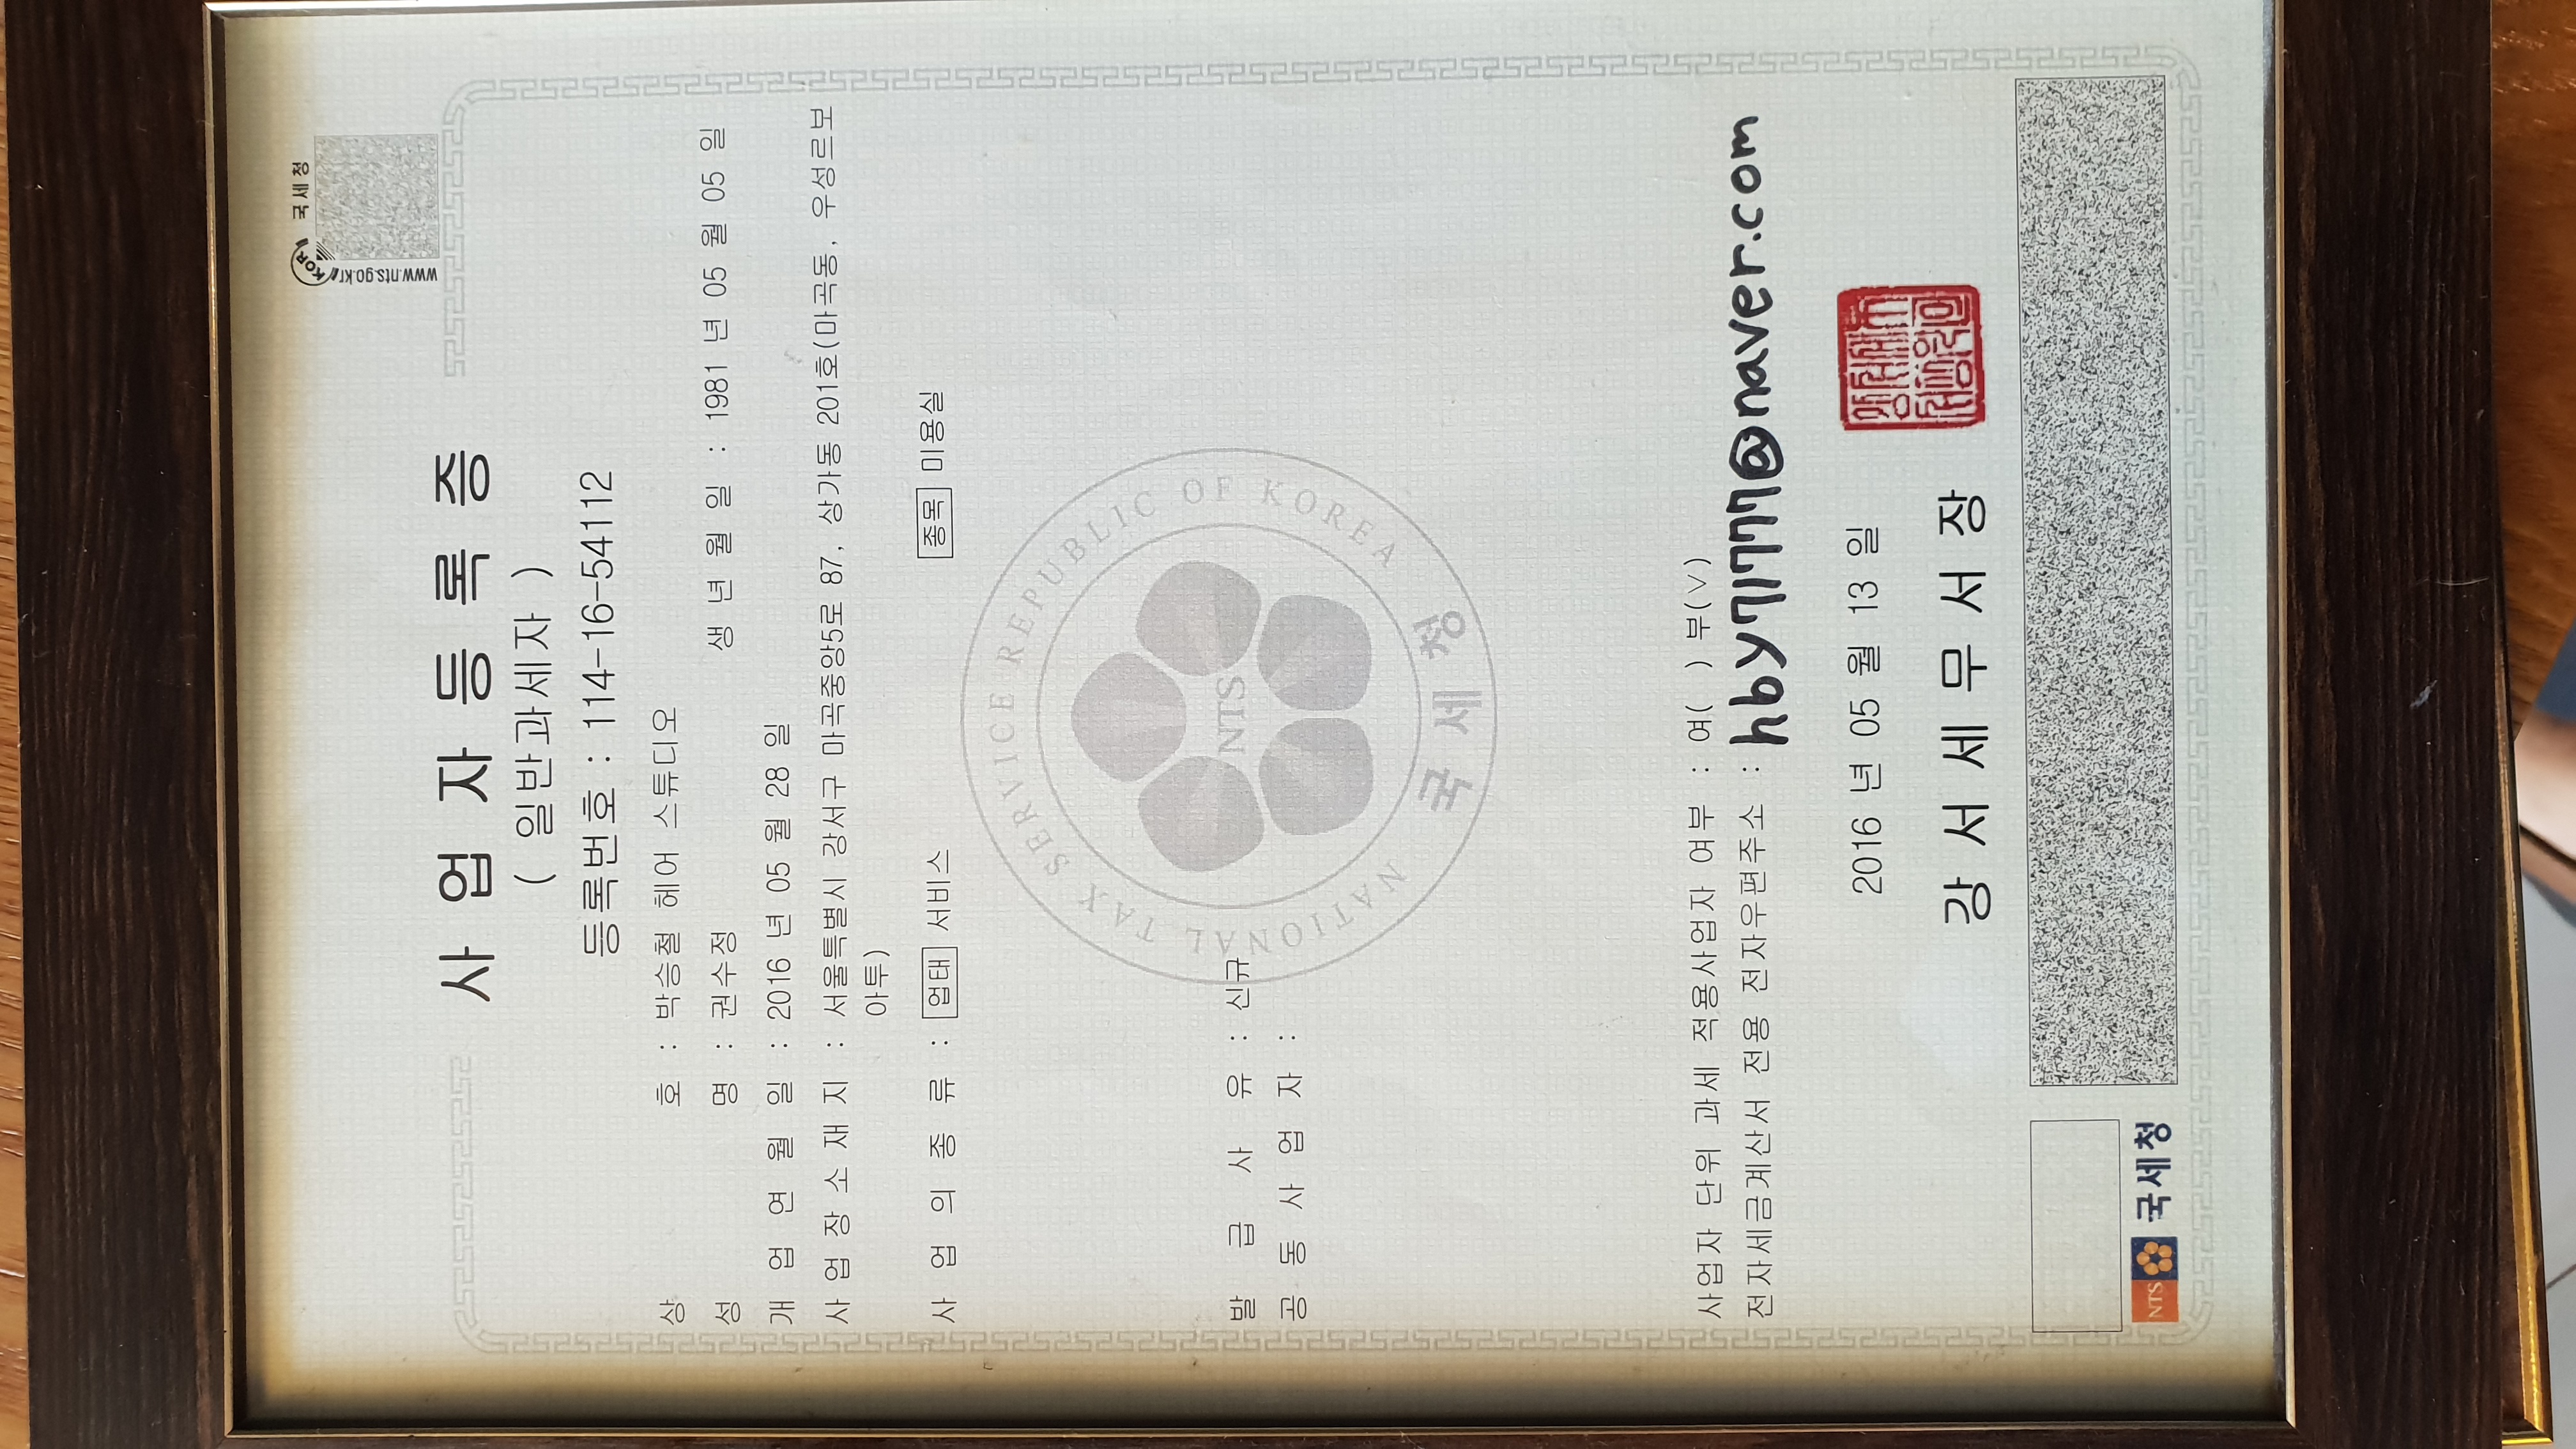 국세청
KOR
www.nts.go.kr
사업자등록증
( 일반과세자 )
등록번호 : 114-16-54112
상 호 : 박승철 헤어 스튜디오
성 명 : 권수정 생 년 월 일 : 1981 년 05 월 05 일
개 업 연 월 일 : 2016 년 05 월 28 일
사 업 장 소 재 지 : 서울특별시 강서구 마곡중앙5로 87, 상가동 201호(마곡동, 우성르보
아투)
사 업 의 종 류 : 업태 서비스 종목 미용실
발 급 사 유 : 신규
공 동 사 업 자 :
NATIONAL TAX SERVICE REPUBLIC OF KOREA
NTS
국세청
사업자 단위 과세 적용사업자 여부 : 여( ) 부(∨)
전자세금계산서 전용 전자우편주소 : hby71777@naver.com
2016 년 05 월 13 일
강 서 세 무 서 장
NTS 국세청